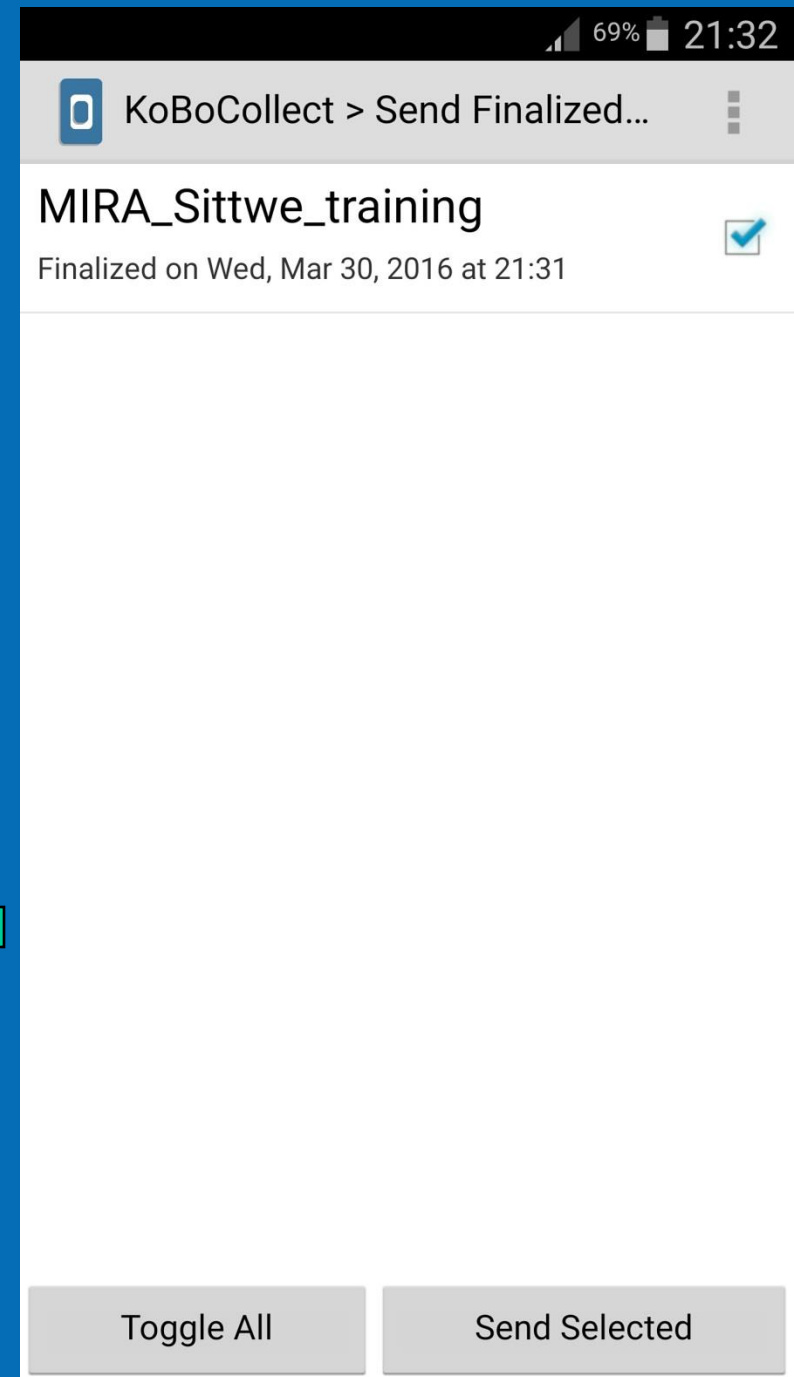 69% 21:32
KoBoCollect > Send Finalized…
MIRA_Sittwe_training
Finalized on Wed, Mar 30, 2016 at 21:31
Toggle All
Send Selected